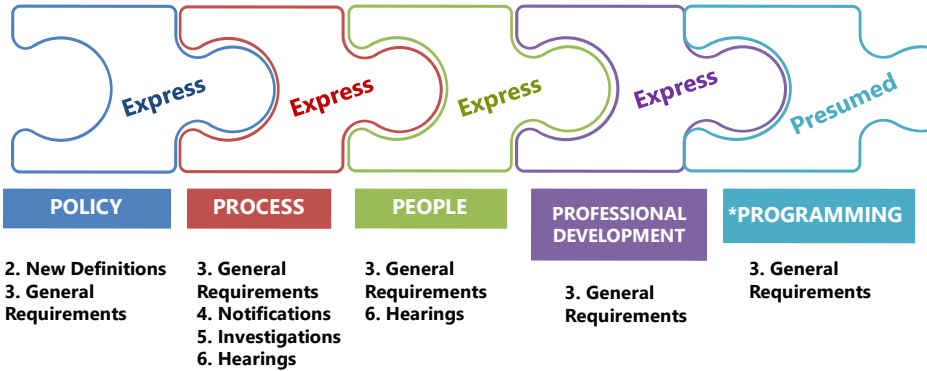 Express
Express
Express
Express
Presumed
POLICY
PROCESS
PEOPLE
PROFESSIONAL
DEVELOPMENT
*PROGRAMMING
2. New Definitions
3. General
Requirements
3. General
Requirements
4. Notifications
5. Investigations
6. Hearings
3. General
Requirements
6. Hearings
3. General
Requirements
3. General
Requirements